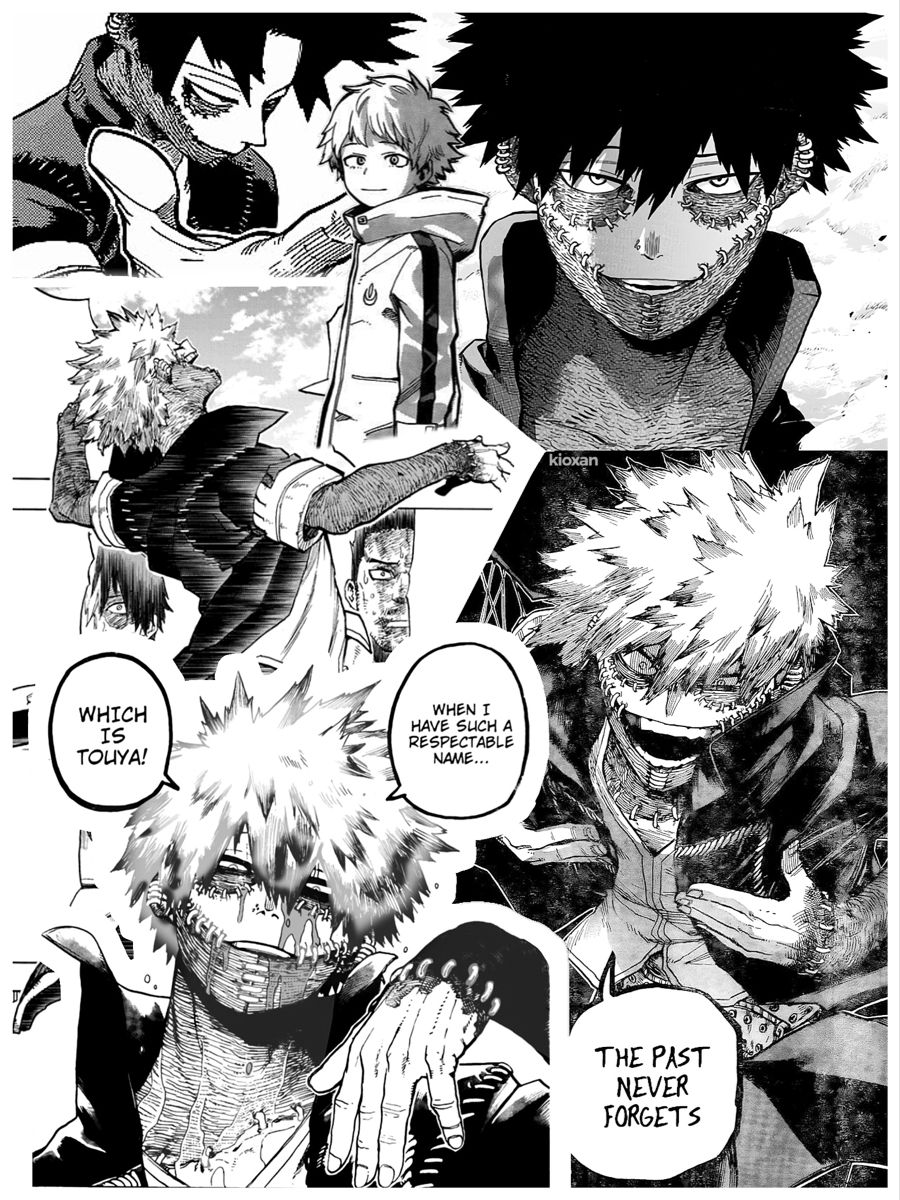 kioxan
WHICH
IS
TOUYA!
WHEN I
HAVE SUCH A
RESPECTABLE
NAME...
THE PAST
NEVER
FORGETS